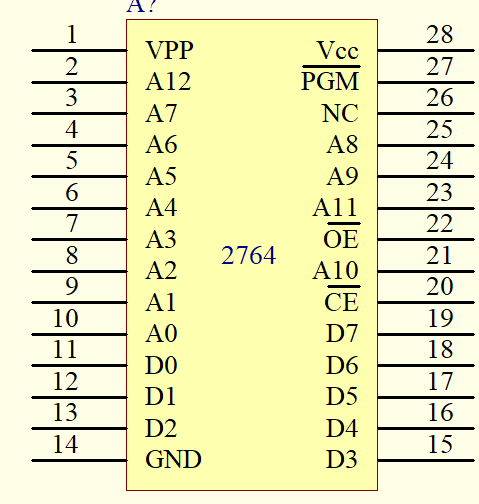 A?
1 VPP Vcc 28
2 A12 PGM 27
3 A7 NC 26
4 A6 A8 25
5 A5 A9 24
6 A4 A11 23
7 A3 OE 22
2764
8 A2 A10 21
9 A1 CE 20
10 A0 D7 19
11 D0 D6 18
12 D1 D5 17
13 D2 D4 16
14 GND D3 15